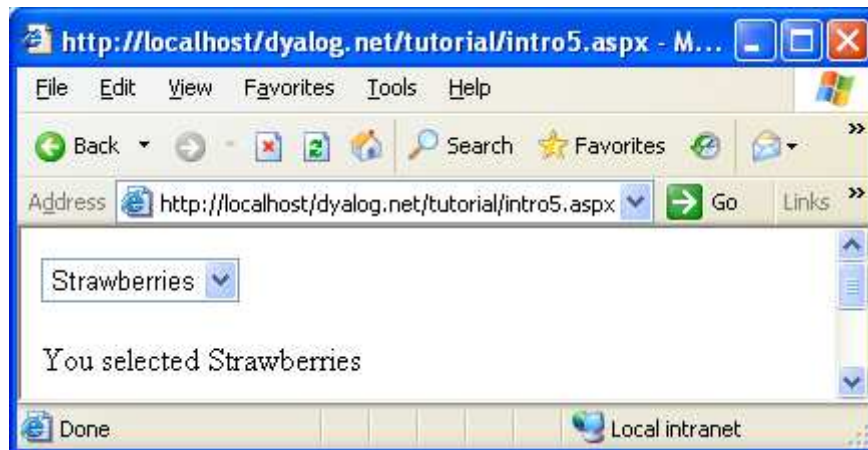 http://localhost/dyalog.net/tutorial/intro5.aspx - M...
File Edit View Favorites Tools Help
Back Search Favorites »
Address http://localhost/dyalog.net/tutorial/intro5.aspx Go Links »
Strawberries
You selected Strawberries
Done Local intranet